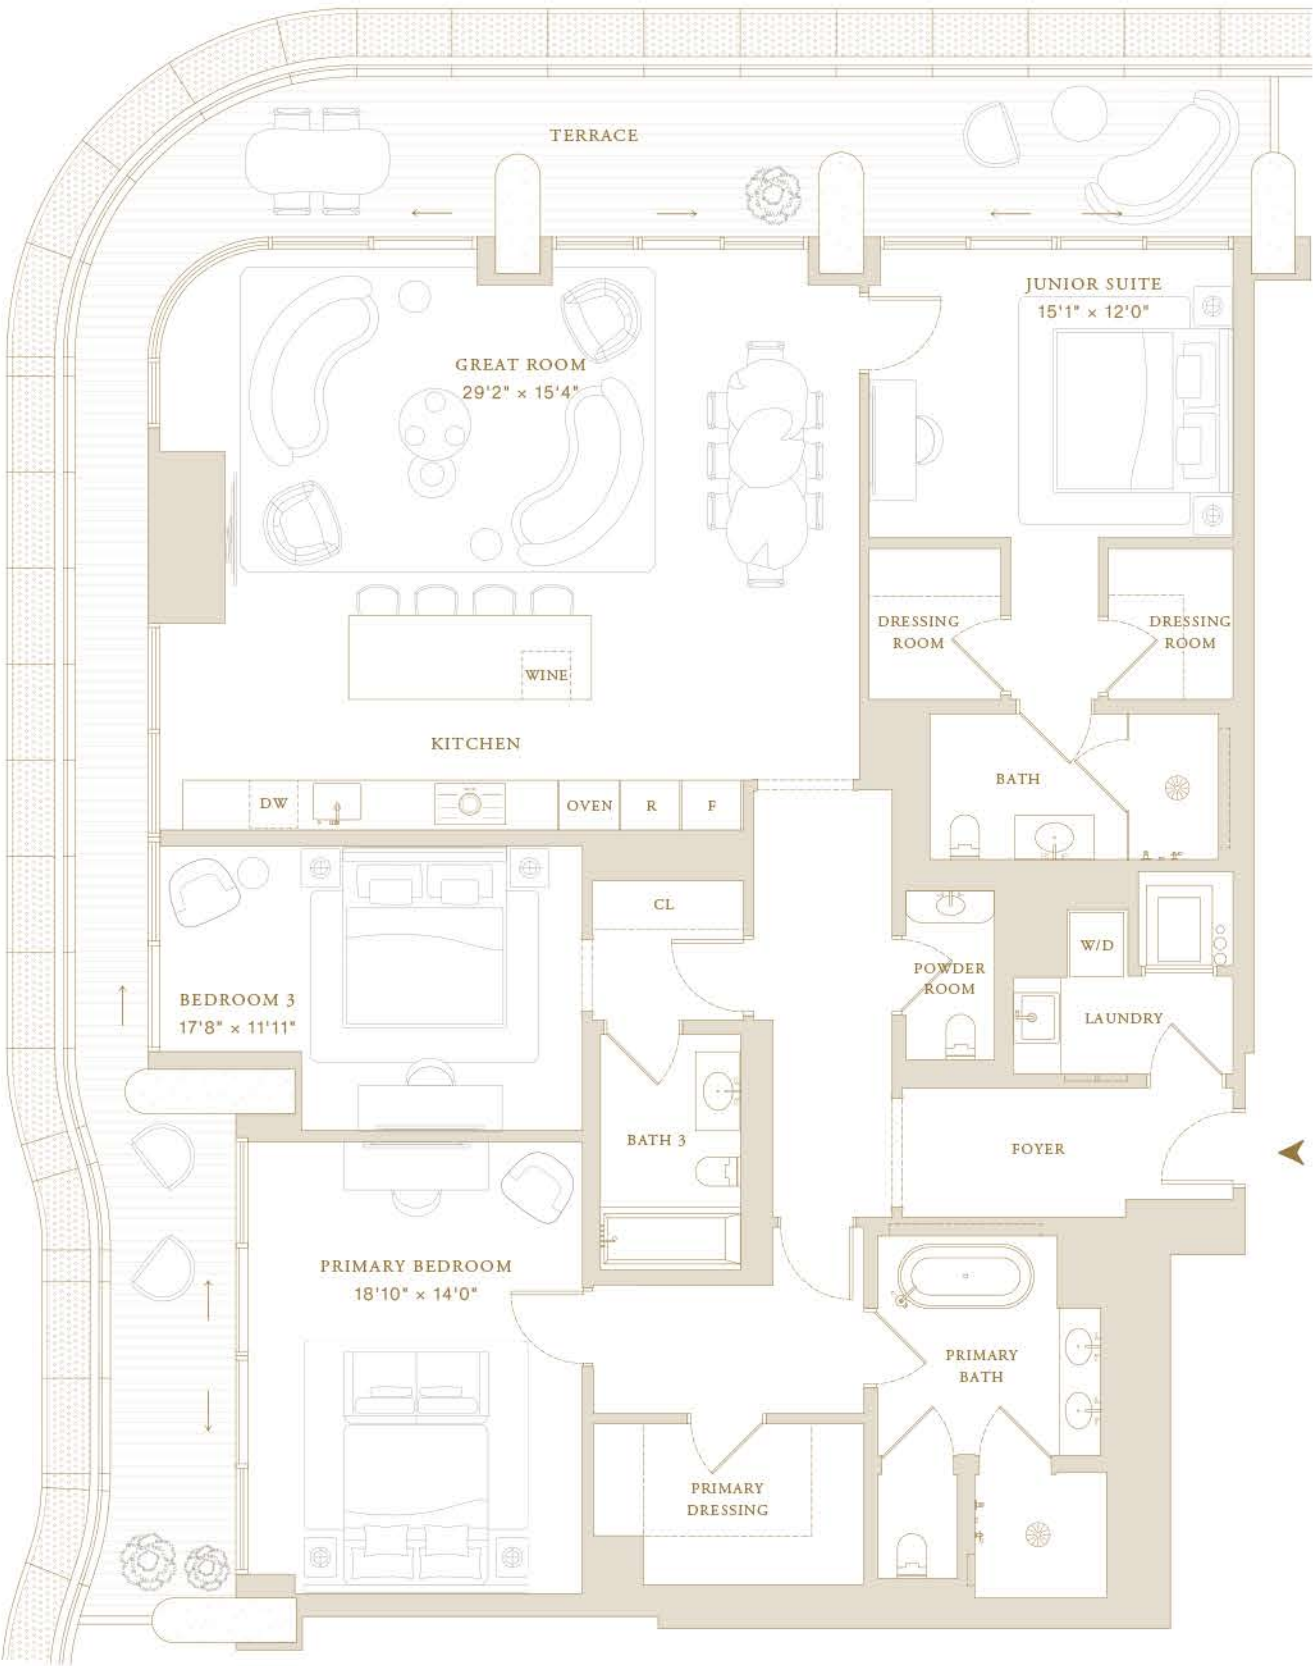 TERRACE
JUNIOR SUITE
15'1" × 12'0"
GREAT ROOM
29'2" × 15'4"
DRESSING
ROOM
DRESSING
ROOM
WINE
KITCHEN
BATH
DW
OVEN
R
F
CL
W/D
POWDER
ROOM
BEDROOM 3
17'8" × 11'11"
LAUNDRY
BATH 3
FOYER
PRIMARY BEDROOM
18'10" × 14'0"
PRIMARY
BATH
PRIMARY
DRESSING